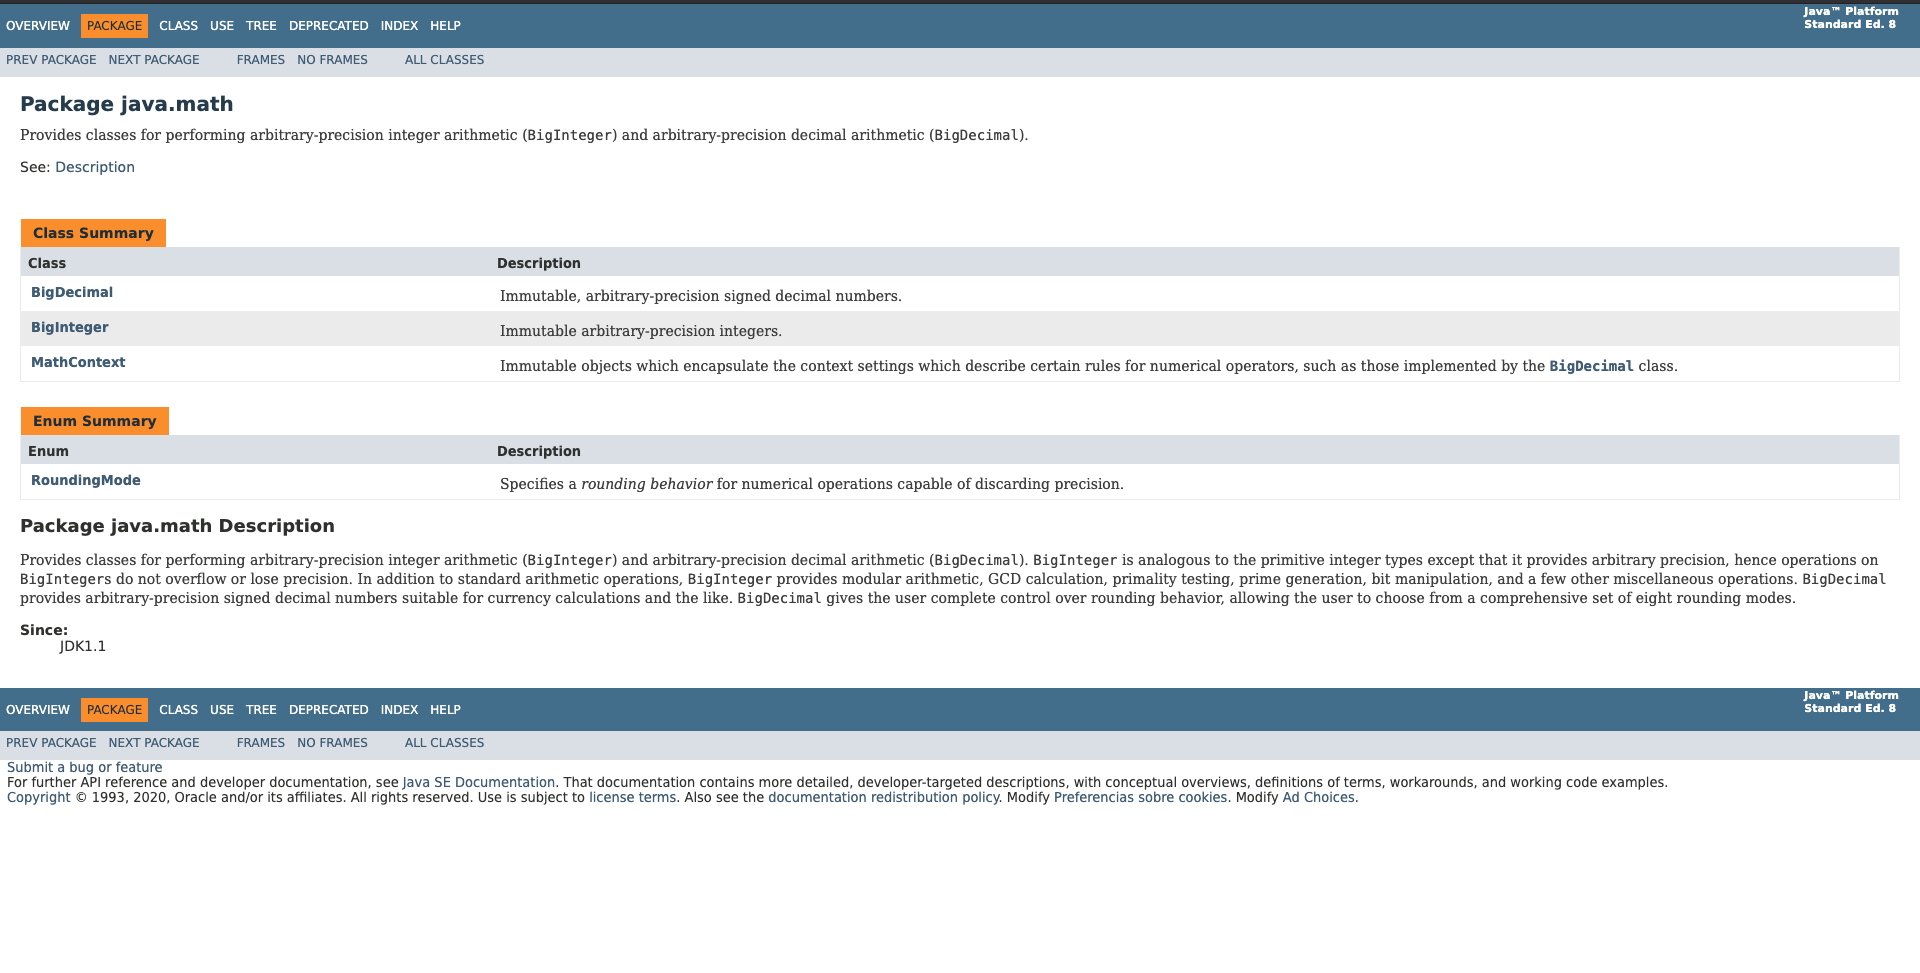 OVERVIEW PACKAGE CLASS USE TREE DEPRECATED INDEX HELP
Java™ Platform
Standard Ed. 8
PREV PACKAGE NEXT PACKAGE FRAMES NO FRAMES ALL CLASSES
Package java.math
Provides classes for performing arbitrary-precision integer arithmetic (BigInteger) and arbitrary-precision decimal arithmetic (BigDecimal).
See: Description
Class Summary
Class Description
BigDecimal Immutable, arbitrary-precision signed decimal numbers.
BigInteger Immutable arbitrary-precision integers.
MathContext Immutable objects which encapsulate the context settings which describe certain rules for numerical operators, such as those implemented by the BigDecimal class.
Enum Summary
Enum Description
RoundingMode Specifies a rounding behavior for numerical operations capable of discarding precision.
Package java.math Description
Provides classes for performing arbitrary-precision integer arithmetic (BigInteger) and arbitrary-precision decimal arithmetic (BigDecimal). BigInteger is analogous to the primitive integer types except that it provides arbitrary precision, hence operations on
BigIntegers do not overflow or lose precision. In addition to standard arithmetic operations, BigInteger provides modular arithmetic, GCD calculation, primality testing, prime generation, bit manipulation, and a few other miscellaneous operations. BigDecimal
provides arbitrary-precision signed decimal numbers suitable for currency calculations and the like. BigDecimal gives the user complete control over rounding behavior, allowing the user to choose from a comprehensive set of eight rounding modes.
Since:
JDK1.1
OVERVIEW PACKAGE CLASS USE TREE DEPRECATED INDEX HELP
Java™ Platform
Standard Ed. 8
PREV PACKAGE NEXT PACKAGE FRAMES NO FRAMES ALL CLASSES
Submit a bug or feature
For further API reference and developer documentation, see Java SE Documentation. That documentation contains more detailed, developer-targeted descriptions, with conceptual overviews, definitions of terms, workarounds, and working code examples.
Copyright © 1993, 2020, Oracle and/or its affiliates. All rights reserved. Use is subject to license terms. Also see the documentation redistribution policy. Modify Preferencias sobre cookies. Modify Ad Choices.